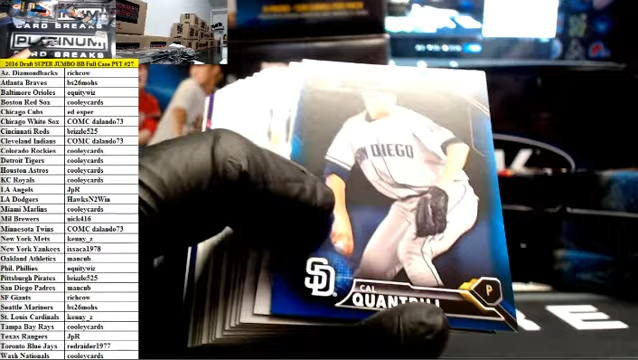 CARD BREAKS
PLATINUM
CARD BREAKS
2016 Draft SUPER JUMBO BB Full Case PYT #27
Az. Diamondbacks richcow
Atlanta Braves bs26mohs
Baltimore Orioles equitywiz
Boston Red Sox cooleycards
Chicago Cubs ed esper
Chicago White Sox COMC dalando73
Cincinnati Reds brizzle525
Cleveland Indians COMC dalando73
Colorado Rockies cooleycards
Detroit Tigers cooleycards
Houston Astros cooleycards
KC Royals cooleycards
LA Angels JpR
LA Dodgers HawksN2Win
Miami Marlins cooleycards
Mil Brewers nick416
Minnesota Twins COMC dalando73
New York Mets kenny_z
New York Yankees issaca1978
Oakland Athletics mancub
Phil. Phillies equitywiz
Pittsburgh Pirates brizzle525
San Diego Padres mancub
SF Giants richcow
Seattle Mariners bs26mohs
St. Louis Cardinals kenny_z
Tampa Bay Rays cooleycards
Texas Rangers JpR
Toronto Blue Jays redraider1977
Wash Nationals cooleycards
DIEGO
SD
CAL
QUANTRILL
P